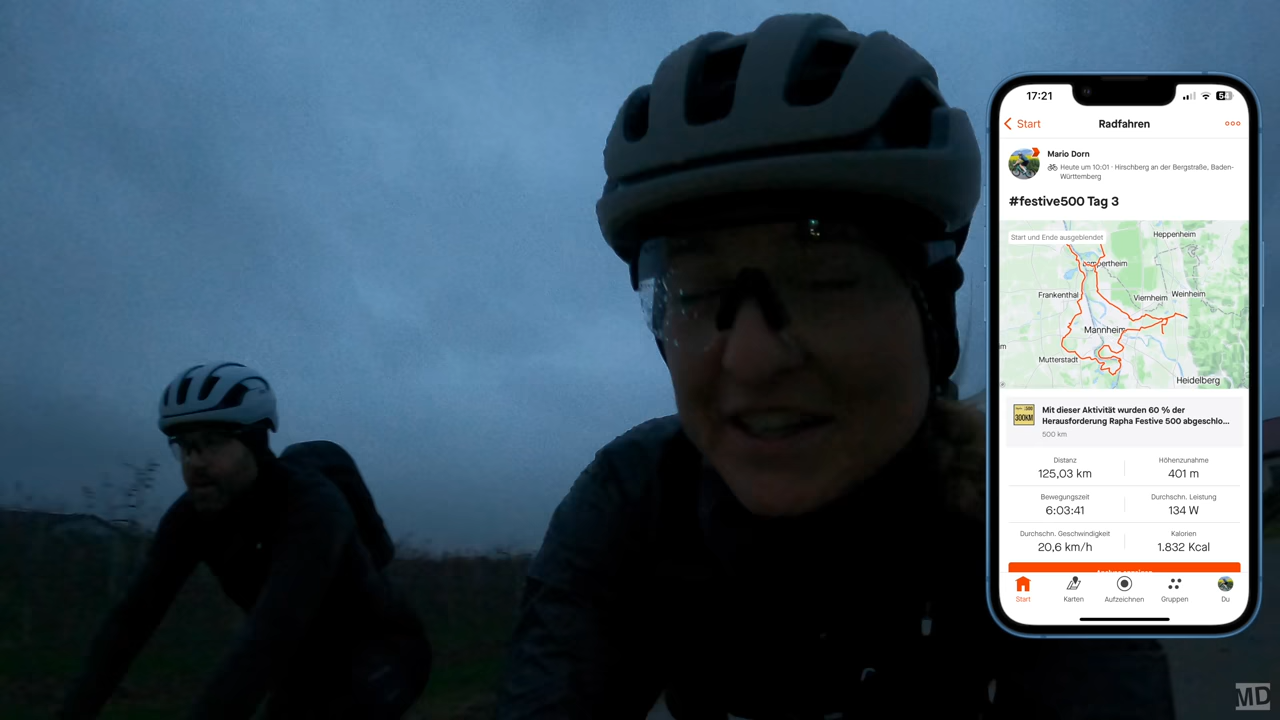 17:21
54
Start
Radfahren
Mario Dorn
Heute um 10:01 · Hirschberg an der Bergstraße, Baden-
Württemberg
#festive500 Tag 3
Start und Ende ausgeblendet
Heppenheim
Frankenthal
Viernheim
Weinheim
Mannheim
Mutterstadt
Heidelberg
300KM
Mit dieser Aktivität wurden 60 % der
Herausforderung Rapha Festive 500 abgeschlo...
500 km
Distanz
Höhenzunahme
125,03 km
401 m
Bewegungszeit
Durchschn. Leistung
6:03:41
134 W
Durchschn. Geschwindigkeit
Kalorien
20,6 km/h
1.832 Kcal
Start
Karten
Aufzeichnen
Gruppen
Du
MD